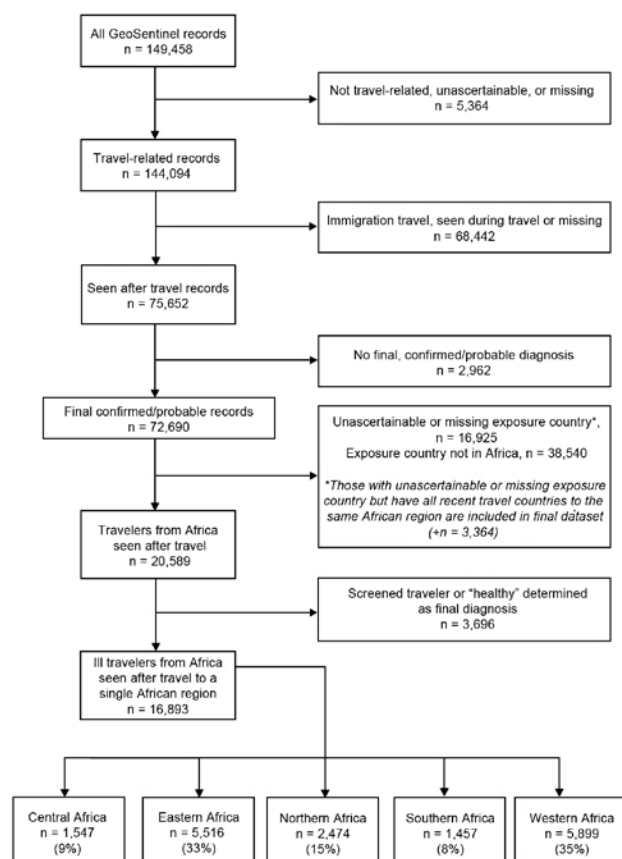 All GeoSentinel records
n = 149,458
Not travel-related, unascertainable, or missing
n = 5,364
Travel-related records
n = 144,094
Immigration travel, seen during travel or missing
n = 68,442
Seen after travel records
n = 75,652
No final, confirmed/probable diagnosis
n = 2,962
Final confirmed/probable records
n = 72,690
Unascertainable or missing exposure country*,
n = 16,925
Exposure country not in Africa, n = 38,540
*Those with unascertainable or missing exposure
country but have all recent travel countries to the
same African region are included in final dataset
(+n = 3,364)
Travelers from Africa
seen after travel
n = 20,589
Screened traveler or “healthy” determined
as final diagnosis
n = 3,696
Ill travelers from Africa
seen after travel to a
single African region
n = 16,893
Central Africa
n = 1,547
(9%)
Eastern Africa
n = 5,516
(33%)
Northern Africa
n = 2,474
(15%)
Southern Africa
n = 1,457
(8%)
Western Africa
n = 5,899
(35%)